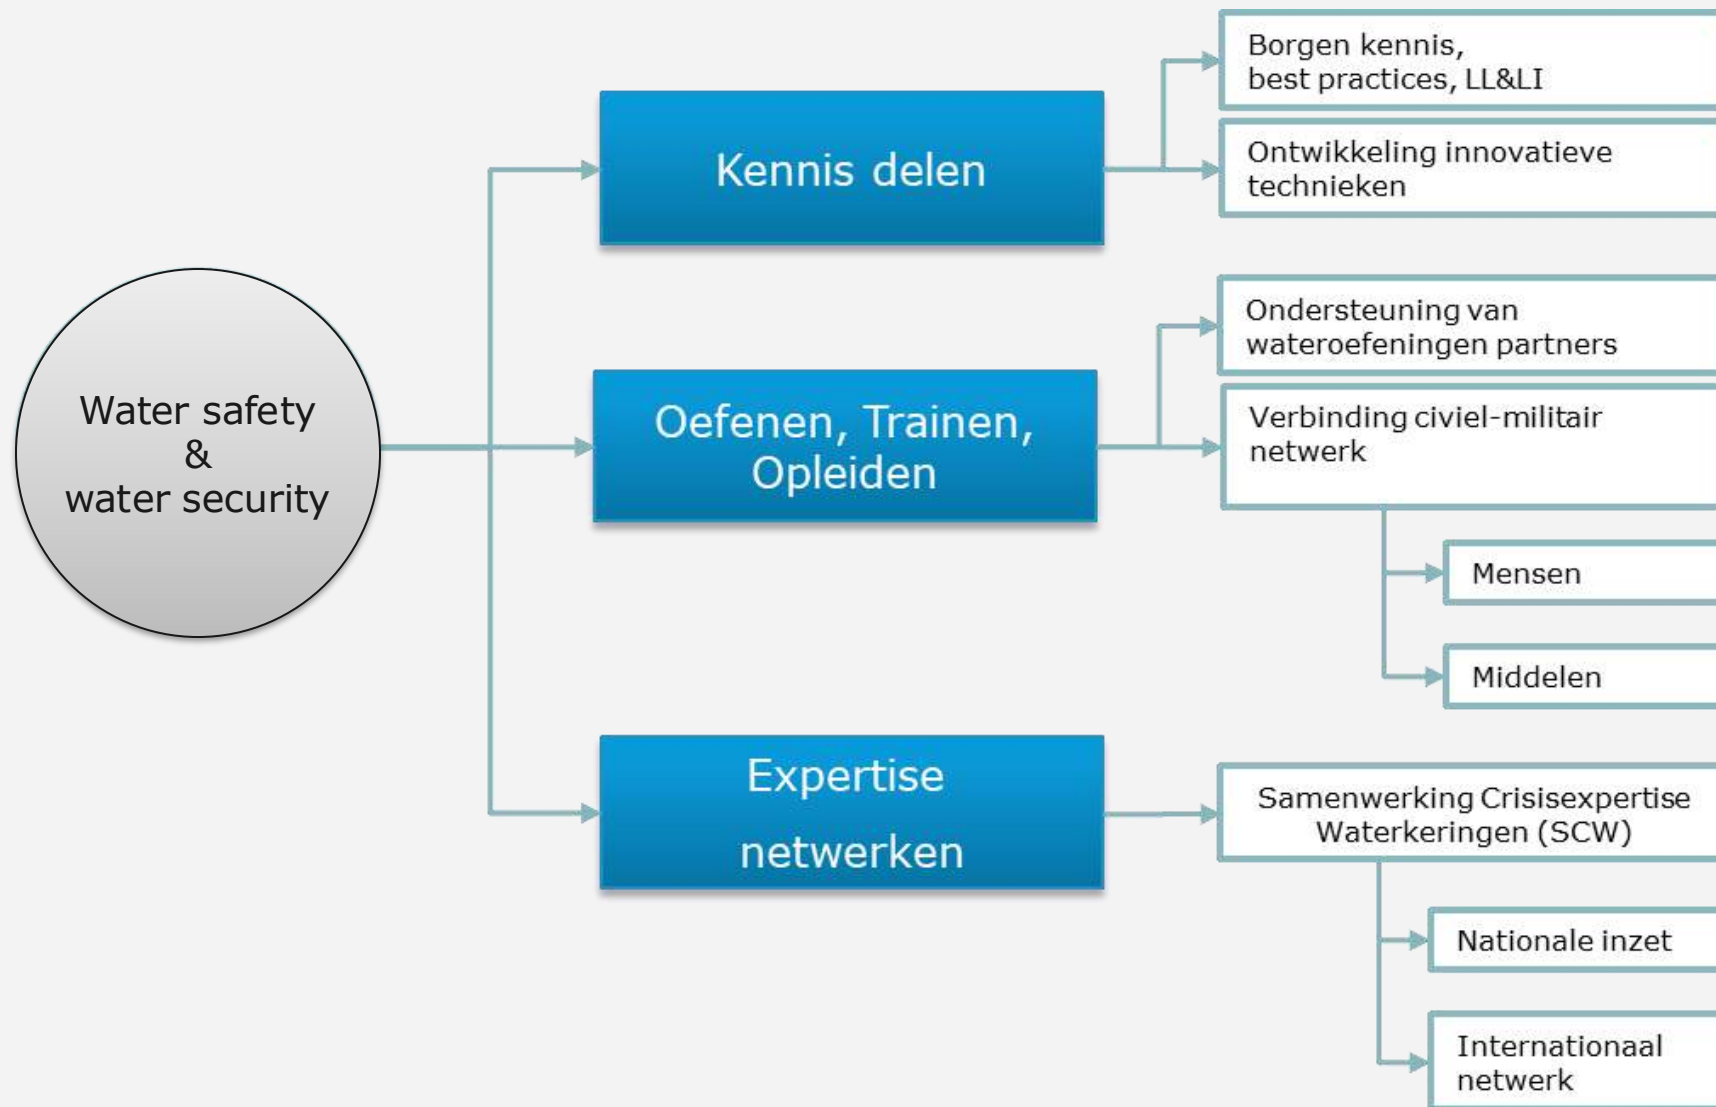 Water safety
&
water security
Kennis delen
Borgen kennis,
best practices, LL&LI
Ontwikkeling innovatieve
technieken
Oefenen, Trainen,
Opleiden
Ondersteuning van
wateroefeningen partners
Verbinding civiel-militair
netwerk
Mensen
Middelen
Expertise
netwerken
Samenwerking Crisisexpertise
Waterkeringen (SCW)
Nationale inzet
Internationaal
netwerk